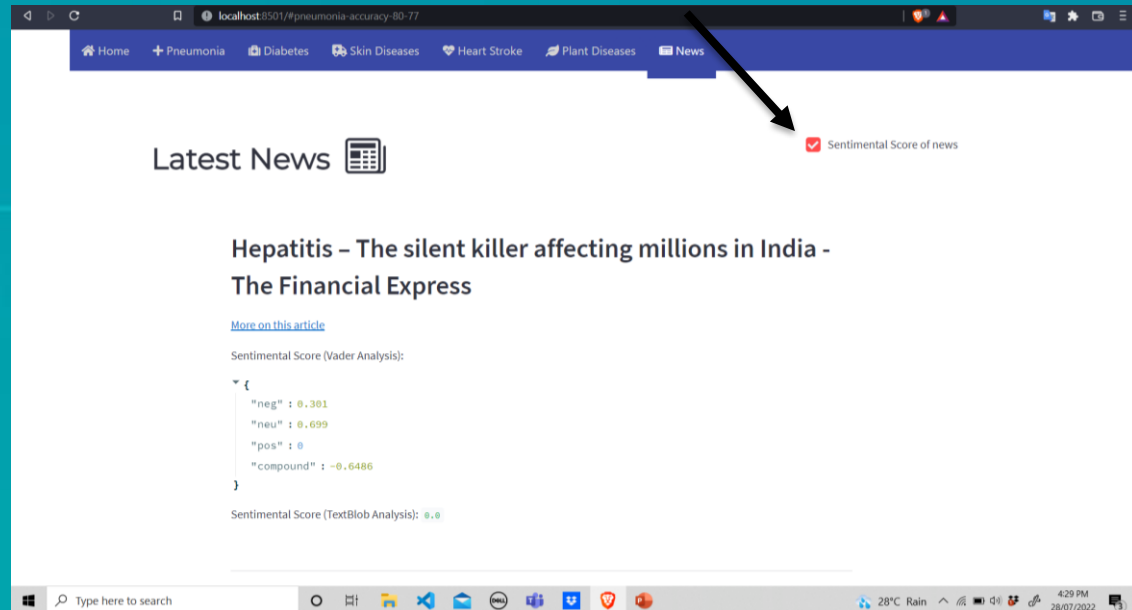 localhost:8501/#pneumonia-accuracy-80-77
Home Pneumonia Diabetes Skin Diseases Heart Stroke Plant Diseases News
Latest News
Sentimental Score of news
Hepatitis – The silent killer affecting millions in India -
The Financial Express
More on this article
Sentimental Score (Vader Analysis):
{
"neg" : 0.301
"neu" : 0.699
"pos" : 0
"compound" : -0.6486
}
Sentimental Score (TextBlob Analysis): 0.0
Type here to search
DELL
28°C Rain
4:29 PM
28/07/2022